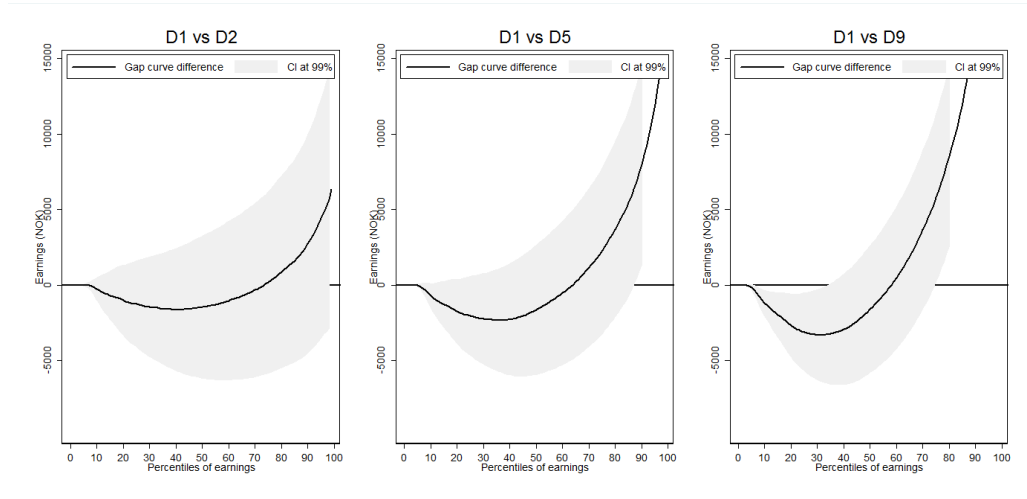 D1 vs D2
Gap curve difference CI at 99%
15000
10000
5000
0
-5000
Earnings (NOK)
0 10 20 30 40 50 60 70 80 90 100
Percentiles of earnings
D1 vs D5
Gap curve difference CI at 99%
15000
10000
5000
0
-5000
Earnings (NOK)
0 10 20 30 40 50 60 70 80 90 100
Percentiles of earnings
D1 vs D9
Gap curve difference CI at 99%
15000
10000
5000
0
-5000
Earnings (NOK)
0 10 20 30 40 50 60 70 80 90 100
Percentiles of earnings